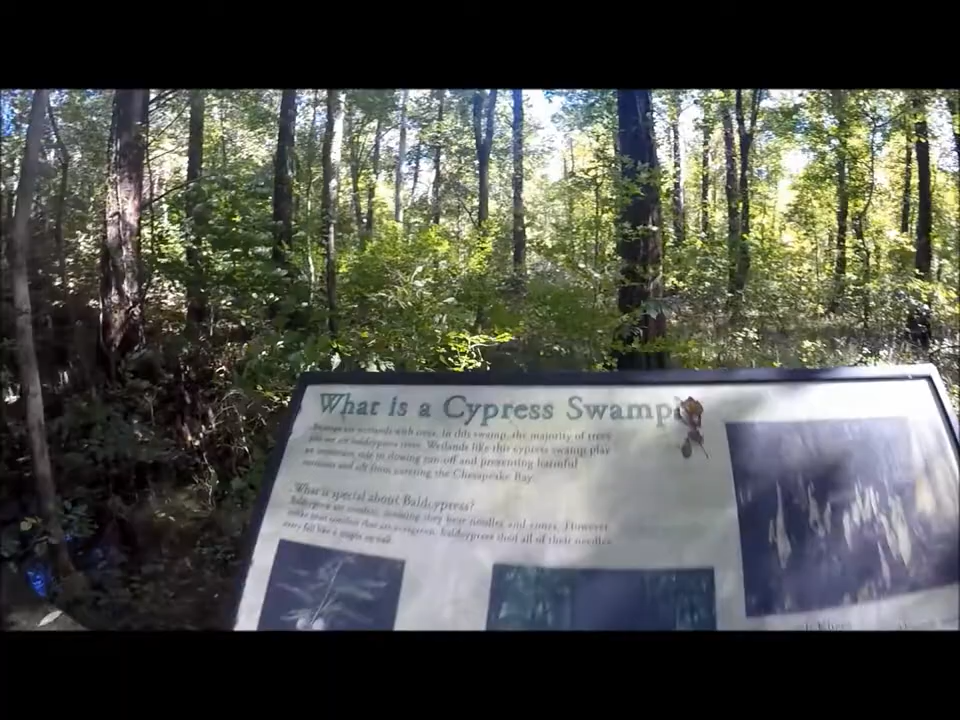 What is a Cypress Swamp
Swamps are wetlands with trees. In this swamp, the majority of trees
you see are baldcypress trees. Wetlands like this cypress swamp play
an important role in slowing run-off and preventing harmful
nutrients and silt from entering the Chesapeake Bay.
What is special about Baldcypress?
Baldcypress are conifers, meaning they bear needles and cones. However
unlike most conifers that are evergreen, baldcypress shed all of their needles
every fall like a maple or oak.